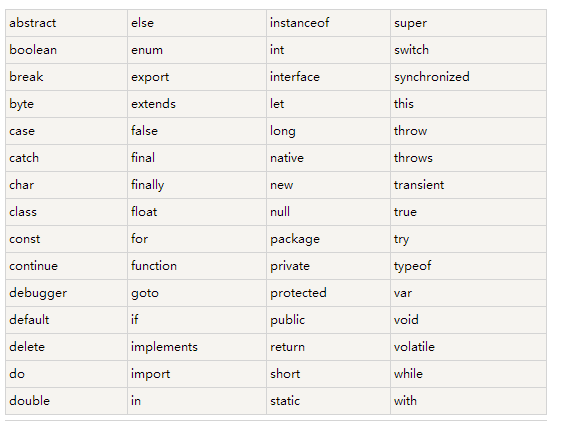 abstract else instanceof super
boolean enum int switch
break export interface synchronized
byte extends let this
case false long throw
catch final native throws
char finally new transient
class float null true
const for package try
continue function private typeof
debugger goto protected var
default if public void
delete implements return volatile
do import short while
double in static with